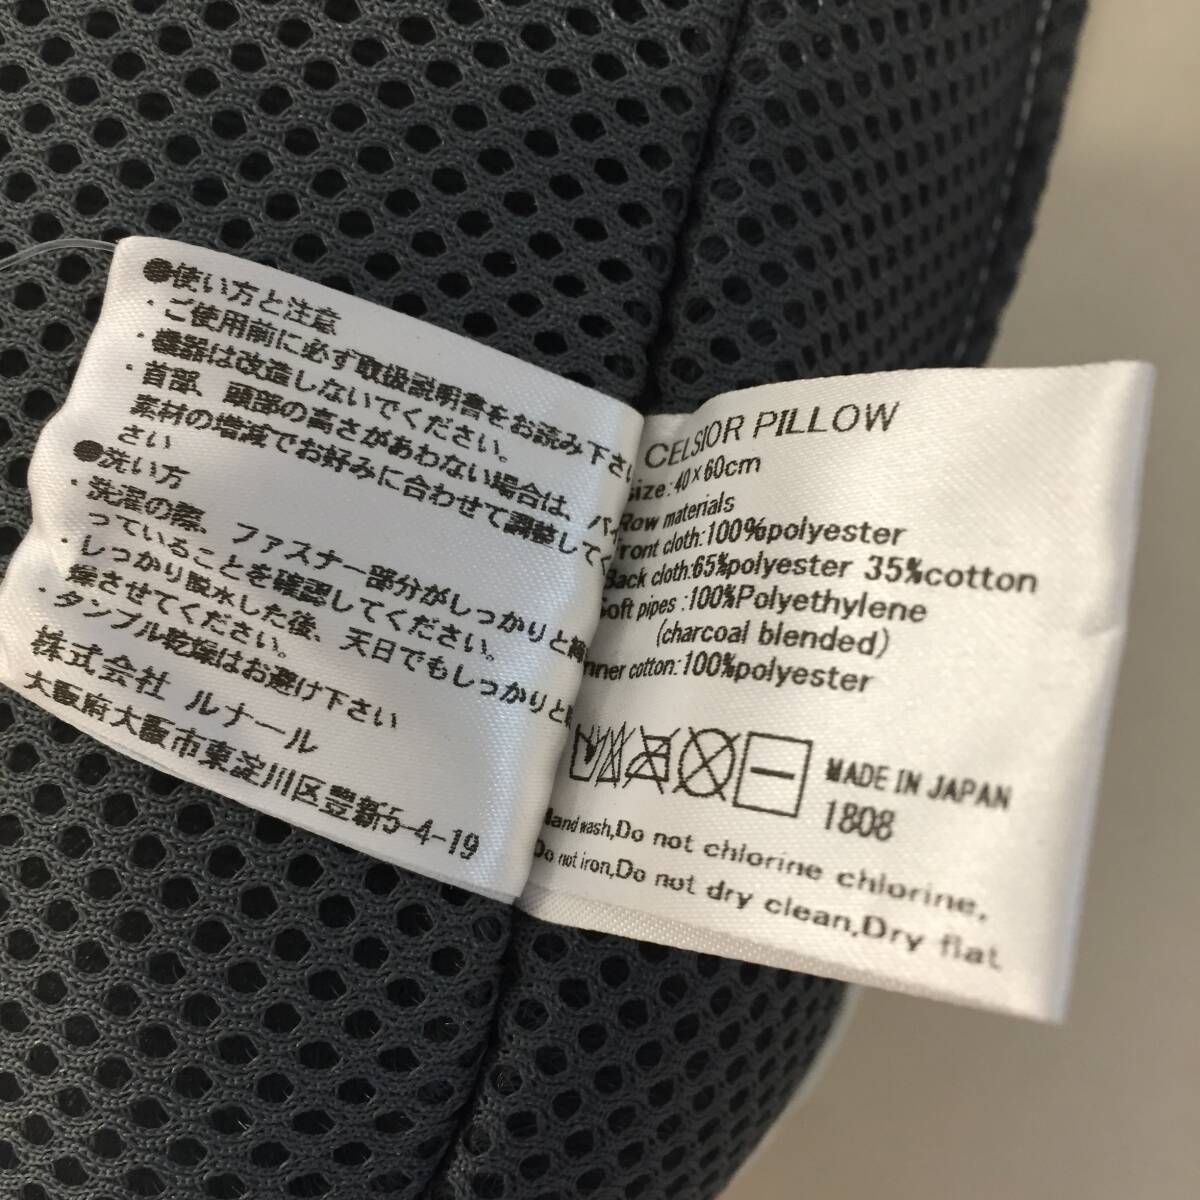 ●使い方と注意
・ご使用前に必ず取扱説明書をお読み下さい
・機器は改造しないでください。
・首部、頭部の高さがあわない場合は、パイ
素材の増減でお好みに合わせて調整してく
さい
●洗い方
・洗濯の際、ファスナー部分がしっかりと
っていることを確認してください。
・しっかり脱水した後、天日でもしっかりと
燥させてください。
・タンブル乾燥はお避け下さい
株式会社 ルナール
大阪府大阪市東淀川区豊新5-4-19
CELSIOR PILLOW
size:40×60cm
Row materials
Front cloth:100%polyester
Back cloth:65%polyester 35%cotton
Soft pipes:100%Polyethylene
(charcoal blended)
nner cotton:100%polyester
MADE IN JAPAN
1808
Hand wash,Do not chlorine chlorine,
Do not iron,Do not dry clean,Dry flat